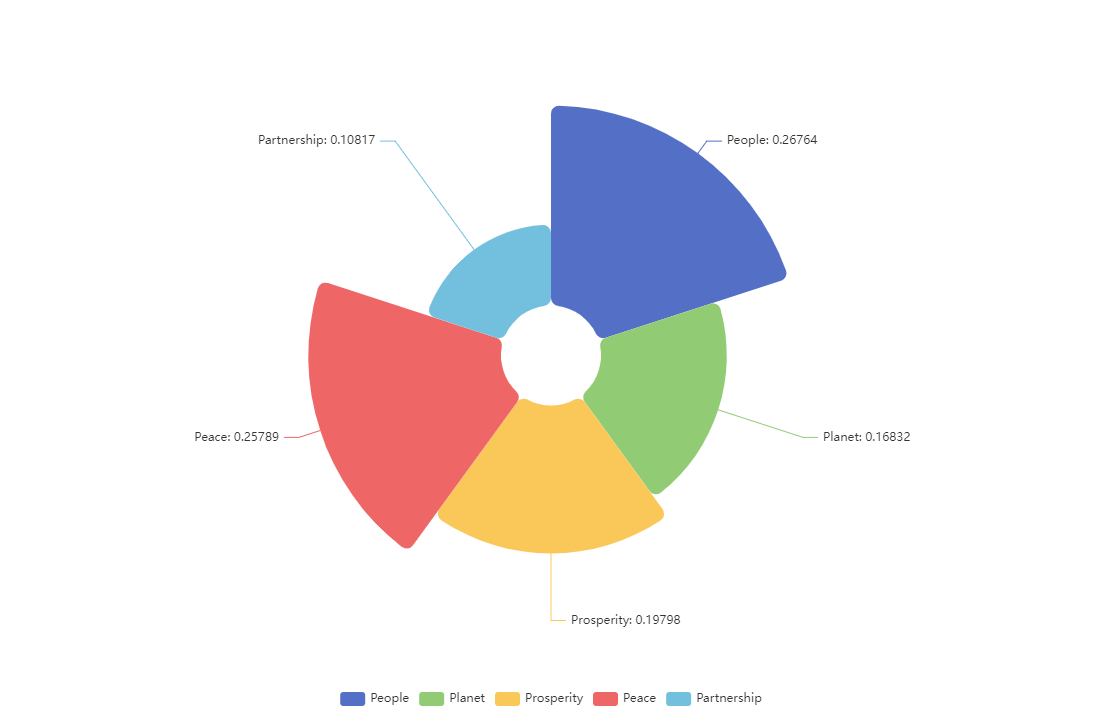 Partnership: 0.10817
People: 0.26764
Peace: 0.25789
Planet: 0.16832
Prosperity: 0.19798
People Planet Prosperity Peace Partnership